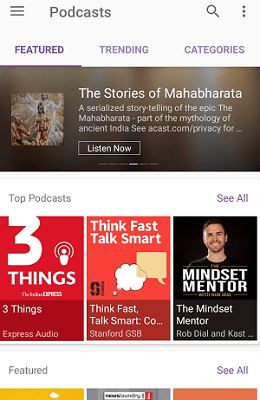 Podcasts
FEATURED
TRENDING
CATEGORIES
The Stories of Mahabharata
A serialized story-telling of the epic The
Mahabharata - part of the mythology of
ancient India See acast.com/privacy for ...
Listen Now
Top Podcasts
See All
3
THINGS
The Indian EXPRESS
3 Things
Express Audio
Think Fast
Talk Smart
Think Fast,
Talk Smart: Co...
Stanford GSB
THE
MINDSET
MENTOR
WITH ROB DIAL
The Mindset
Mentor
Rob Dial and Kast ...
Featured
See All
newslaundry